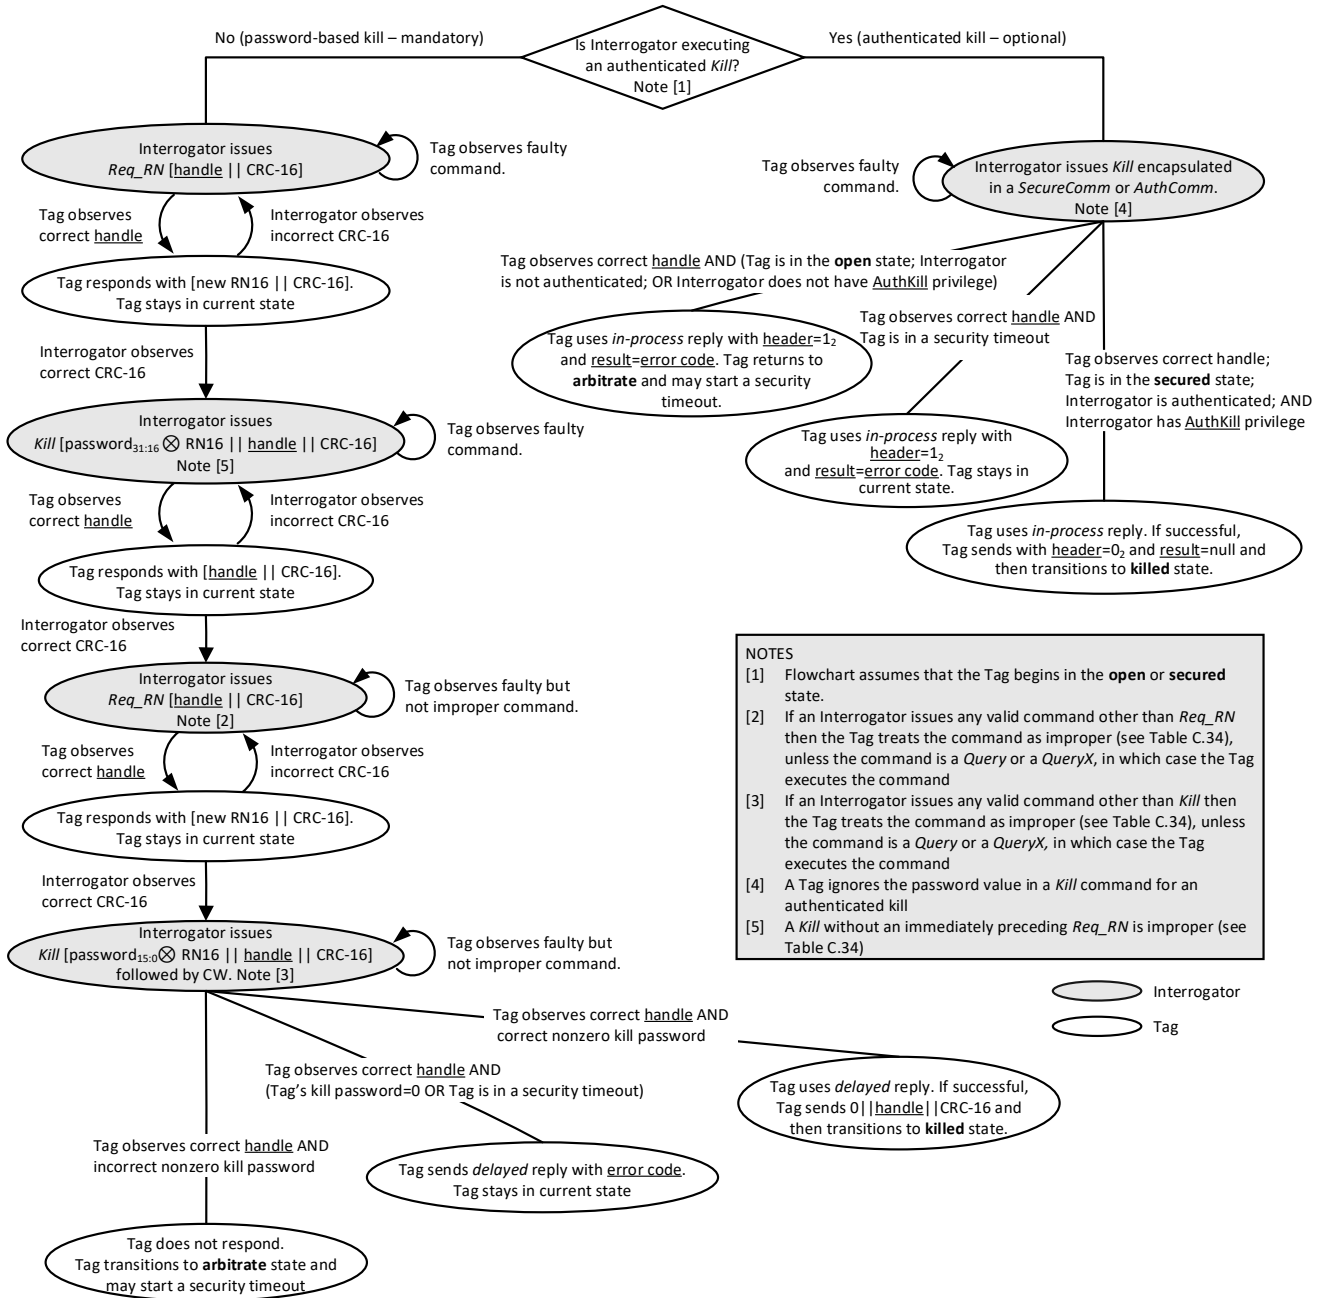 Is Interrogator executing
an authenticated Kill?
Note [1]
No (password-based kill – mandatory)
Yes (authenticated kill – optional)
Interrogator issues
Req_RN [handle || CRC-16]
Tag observes faulty
command.
Tag observes
correct handle
Interrogator observes
incorrect CRC-16
Tag responds with [new RN16 || CRC-16].
Tag stays in current state
Interrogator observes
correct CRC-16
Interrogator issues
Kill [password31:16 ⊗ RN16 || handle || CRC-16]
Note [5]
Tag observes faulty
command.
Tag observes
correct handle
Interrogator observes
incorrect CRC-16
Tag responds with [handle || CRC-16].
Tag stays in current state
Interrogator observes
correct CRC-16
Interrogator issues
Req_RN [handle || CRC-16]
Note [2]
Tag observes faulty but
not improper command.
Tag observes
correct handle
Interrogator observes
incorrect CRC-16
Tag responds with [new RN16 || CRC-16].
Tag stays in current state
Interrogator observes
correct CRC-16
Interrogator issues
Kill [password15:0⊗ RN16 || handle || CRC-16]
followed by CW. Note [3]
Tag observes faulty but
not improper command.
Tag observes correct handle AND
correct nonzero kill password
Tag uses delayed reply. If successful,
Tag sends 0||handle||CRC-16 and
then transitions to killed state.
Tag observes correct handle AND
(Tag's kill password=0 OR Tag is in a security timeout)
Tag sends delayed reply with error code.
Tag stays in current state
Tag observes correct handle AND
incorrect nonzero kill password
Tag does not respond.
Tag transitions to arbitrate state and
may start a security timeout
Tag observes faulty
command.
Interrogator issues Kill encapsulated
in a SecureComm or AuthComm.
Note [4]
Tag observes correct handle AND (Tag is in the open state; Interrogator
is not authenticated; OR Interrogator does not have AuthKill privilege)
Tag uses in-process reply with header=1₂
and result=error code. Tag returns to
arbitrate and may start a security
timeout.
Tag observes correct handle AND
Tag is in a security timeout
Tag uses in-process reply with
header=1₂
and result=error code. Tag stays in
current state.
Tag observes correct handle;
Tag is in the secured state;
Interrogator is authenticated; AND
Interrogator has AuthKill privilege
Tag uses in-process reply. If successful,
Tag sends with header=0₂ and result=null and
then transitions to killed state.
NOTES
[1] Flowchart assumes that the Tag begins in the open or secured
state.
[2] If an Interrogator issues any valid command other than Req_RN
then the Tag treats the command as improper (see Table C.34),
unless the command is a Query or a QueryX, in which case the Tag
executes the command
[3] If an Interrogator issues any valid command other than Kill then
the Tag treats the command as improper (see Table C.34), unless
the command is a Query or a QueryX, in which case the Tag
executes the command
[4] A Tag ignores the password value in a Kill command for an
authenticated kill
[5] A Kill without an immediately preceding Req_RN is improper (see
Table C.34)
Interrogator
Tag